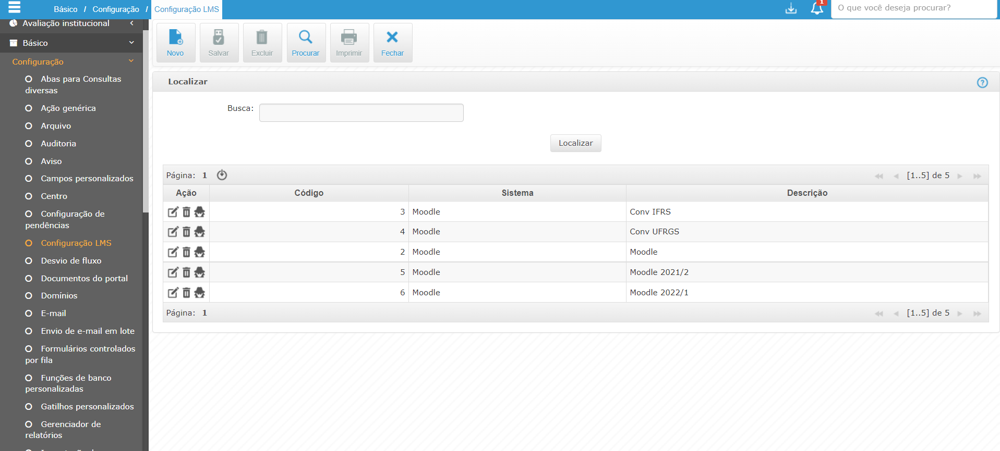 Básico / Configuração / Configuração LMS
1
O que você deseja procurar?
Avaliação institucional
Básico
Configuração
Abas para Consultas
diversas
Ação genérica
Arquivo
Auditoria
Aviso
Campos personalizados
Centro
Configuração de
pendências
Configuração LMS
Desvio de fluxo
Documentos do portal
Domínios
E-mail
Envio de e-mail em lote
Formulários controlados
por fila
Funções de banco
personalizadas
Gatilhos personalizados
Gerenciador de
relatórios
Novo
Salvar
Excluir
Procurar
Imprimir
Fechar
Localizar
?
Busca:
Localizar
Página: 1 [1..5] de 5
Ação Código Sistema Descrição
3 Moodle Conv IFRS
4 Moodle Conv UFRGS
2 Moodle Moodle
5 Moodle Moodle 2021/2
6 Moodle Moodle 2022/1
Página: 1 [1..5] de 5